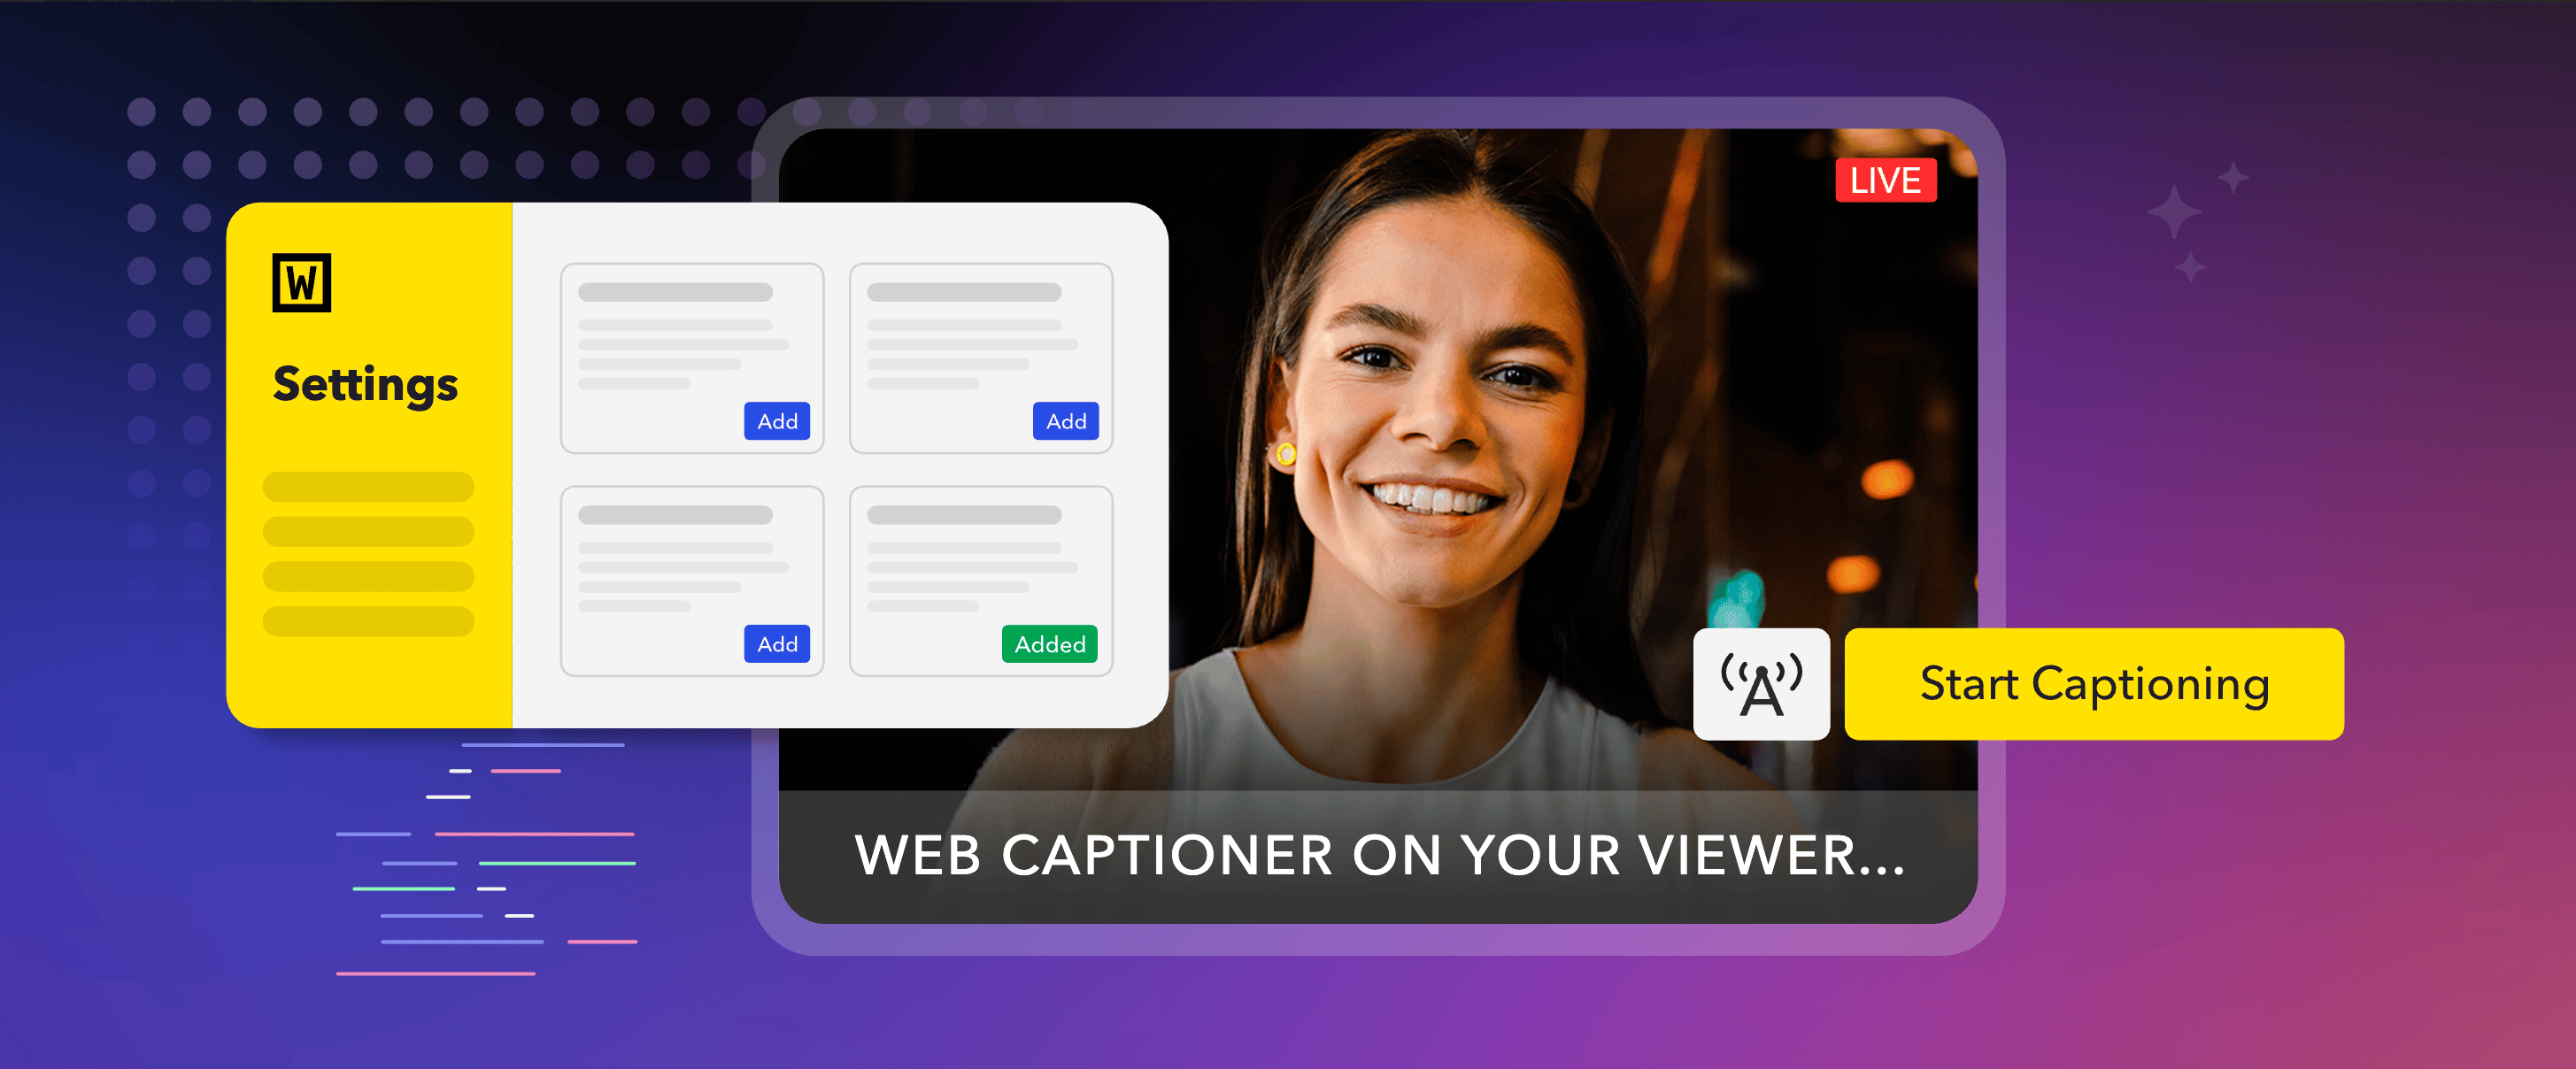 LIVE
W
Settings
Add
Add
Add
Added
Start Captioning
WEB CAPTIONER ON YOUR VIEWER...